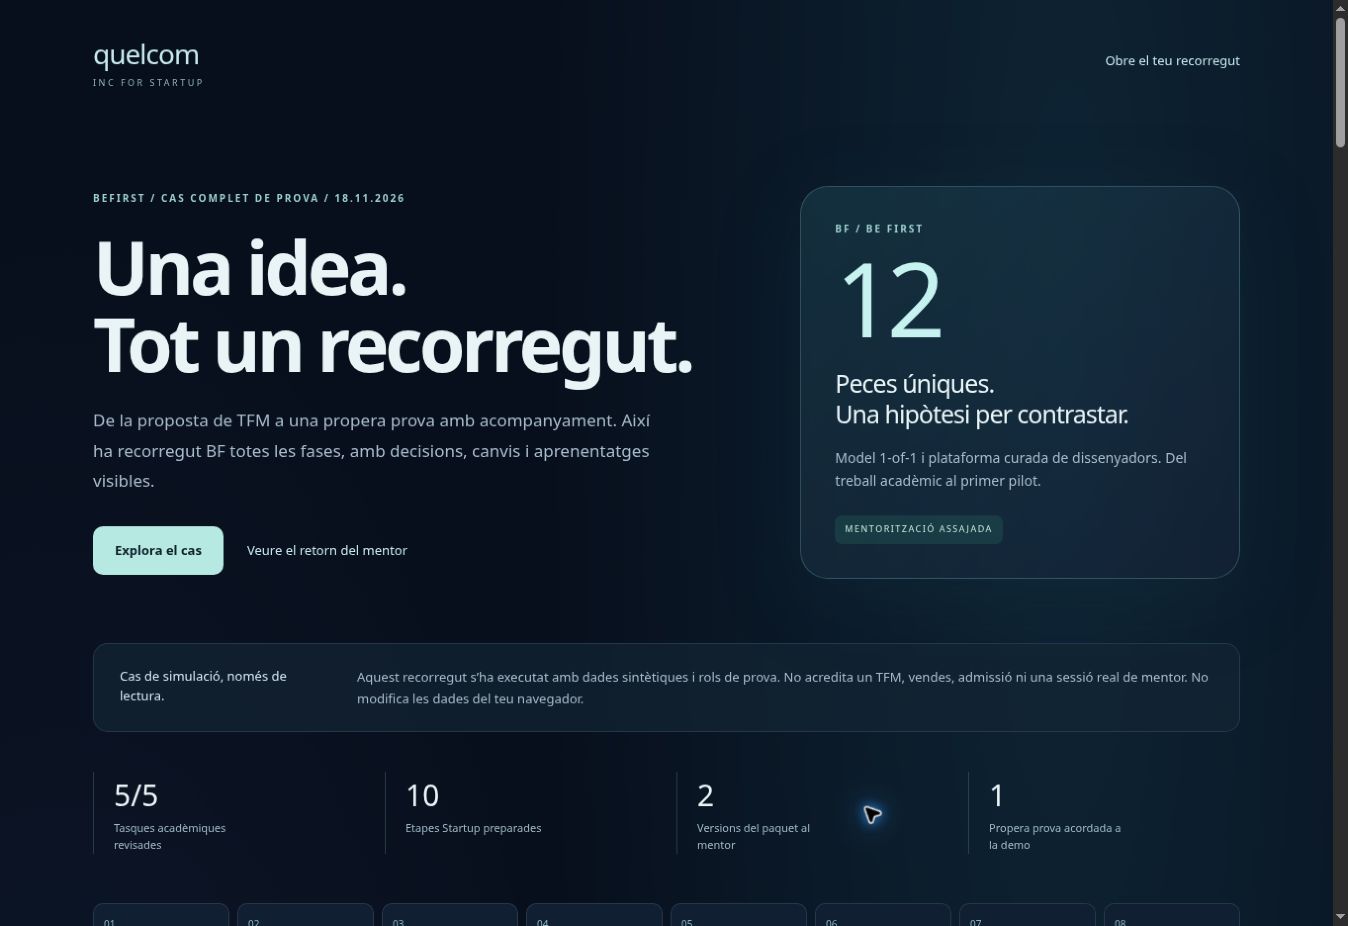 quelcom
INC FOR STARTUP
Obre el teu recorregut
BEFIRST / CAS COMPLET DE PROVA / 18.11.2026
Una idea.
Tot un recorregut.
De la proposta de TFM a una propera prova amb acompanyament. Així
ha recorregut BF totes les fases, amb decisions, canvis i aprenentatges
visibles.
Explora el cas
Veure el retorn del mentor
BF / BE FIRST
12
Peces úniques.
Una hipòtesi per contrastar.
Model 1-of-1 i plataforma curada de dissenyadors. Del
treball acadèmic al primer pilot.
MENTORITZACIÓ ASSAJADA
Cas de simulació, només de
lectura.
Aquest recorregut s'ha executat amb dades sintètiques i rols de prova. No acredita un TFM, vendes, admissió ni una sessió real de mentor. No
modifica les dades del teu navegador.
5/5
Tasques acadèmiques
revisades
10
Etapes Startup preparades
2
Versions del paquet al
mentor
1
Propera prova acordada a
la demo
01
02
03
04
05
06
07
08